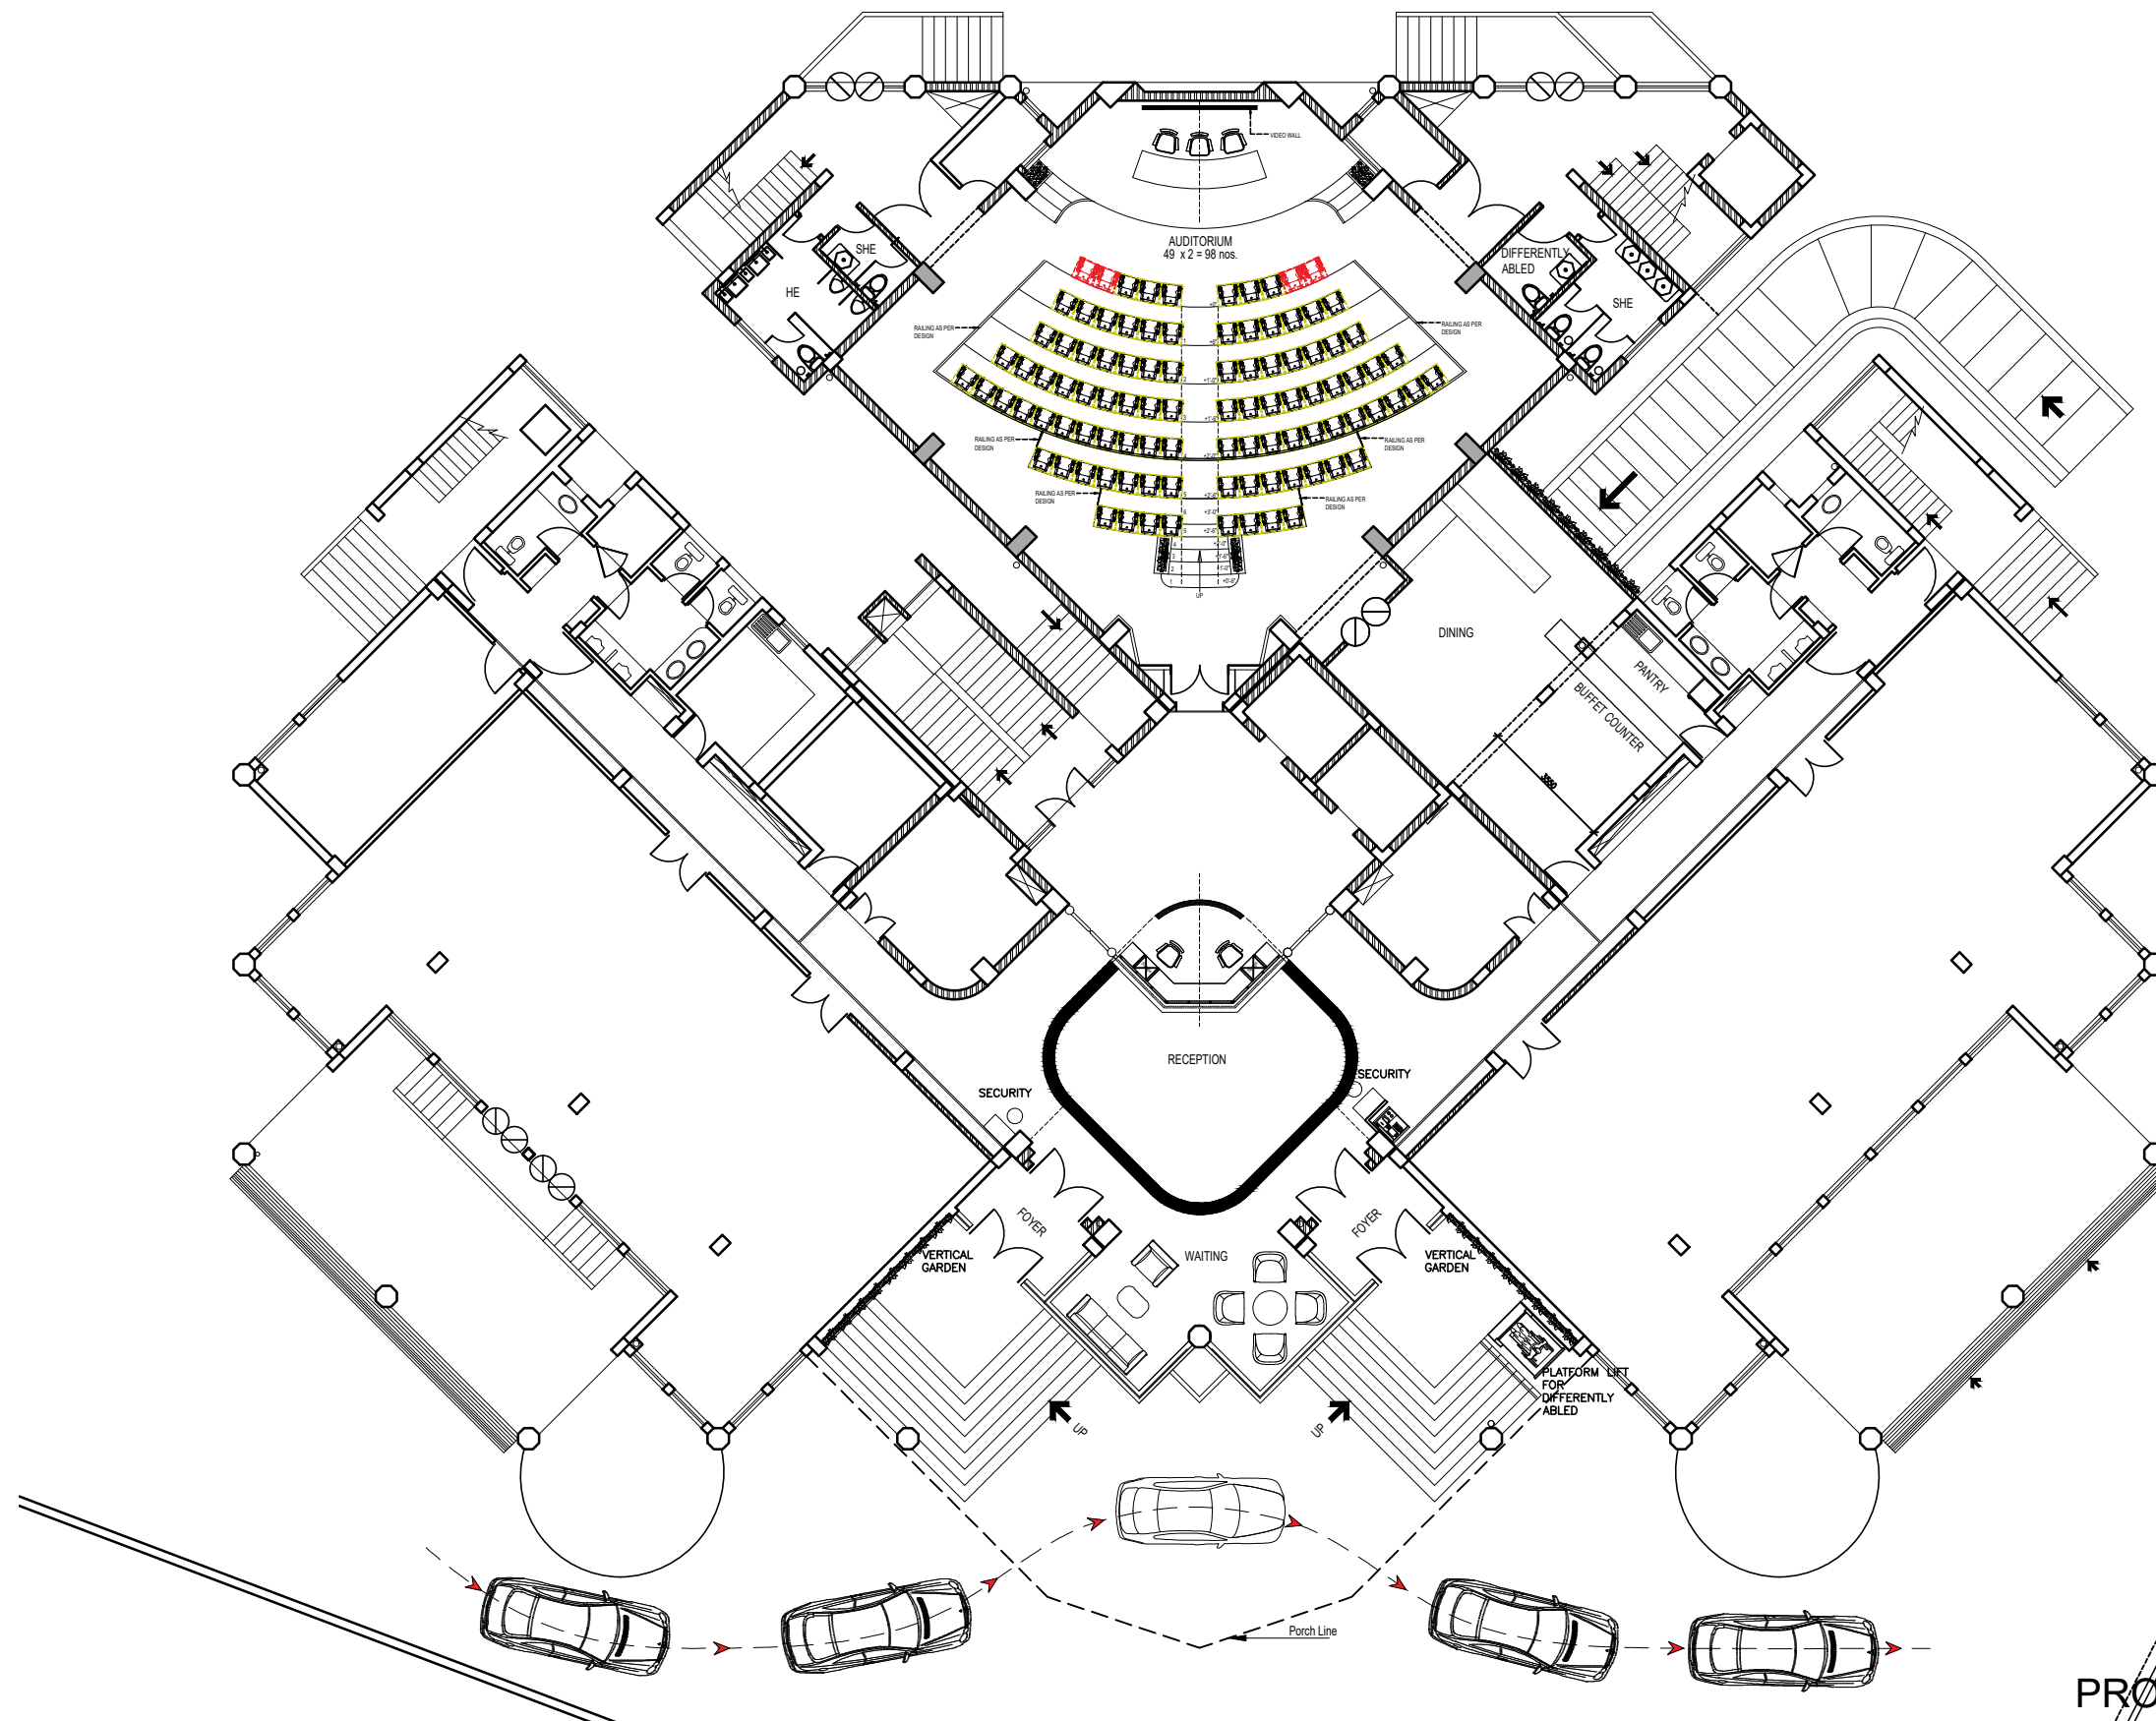 VIDEO WALL
AUDITORIUM
49 x 2 = 98 nos.
SHE
HE
DIFFERENTLY
ABLED
SHE
RAILING AS PER
DESIGN
RAILING AS PER
DESIGN
RAILING AS PER
DESIGN
RAILING AS PER
DESIGN
RAILING AS PER
DESIGN
RAILING AS PER
DESIGN
UP
DINING
PANTRY
BUFFET COUNTER
3550
RECEPTION
SECURITY
SECURITY
FOYER
FOYER
WAITING
VERTICAL
GARDEN
VERTICAL
GARDEN
PLATFORM LIFT
FOR
DIFFERENTLY
ABLED
UP
UP
Porch Line
PRO